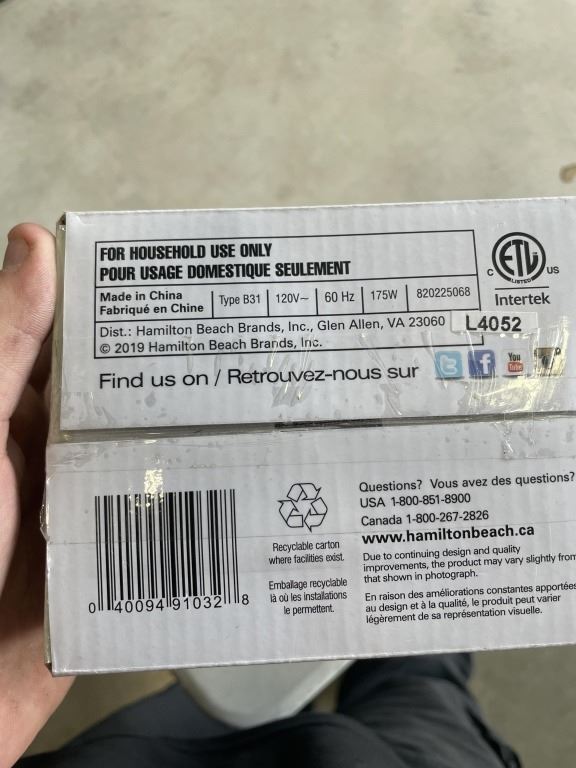 FOR HOUSEHOLD USE ONLY
POUR USAGE DOMESTIQUE SEULEMENT
Made in China
Fabriqué en Chine
Type B31
120V~
60 Hz
175W
820225068
Dist.: Hamilton Beach Brands, Inc., Glen Allen, VA 23060
© 2019 Hamilton Beach Brands, Inc.
C ETL US
LISTED
Intertek
L4052
Find us on / Retrouvez-nous sur
t f You Tube
0 40094 91032 8
Recyclable carton
where facilities exist.
Emballage recyclable
là où les installations
le permettent.
Questions? Vous avez des questions?
USA 1-800-851-8900
Canada 1-800-267-2826
www.hamiltonbeach.ca
Due to continuing design and quality
improvements, the product may vary slightly from
that shown in photograph.
En raison des améliorations constantes apportées
au design et à la qualité, le produit peut varier
légèrement de sa représentation visuelle.